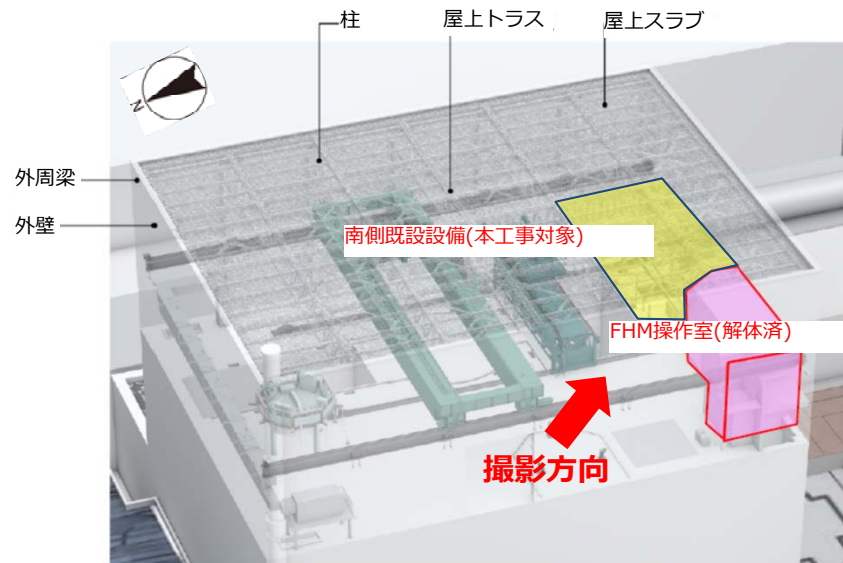 柱
屋上トラス
屋上スラブ
N
外周梁
外壁
南側既設設備(本工事対象)
FHM操作室(解体済)
撮影方向